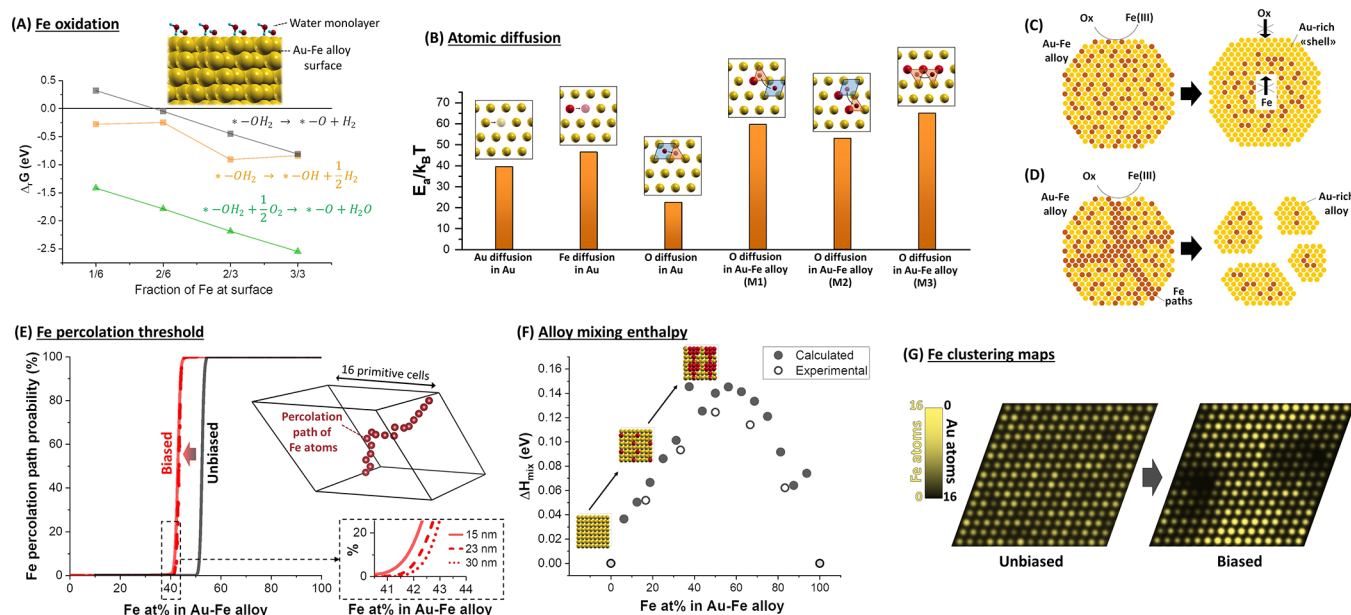 (A) Fe oxidation
Water monolayer
Au-Fe alloy
surface
0.5
0.0
-0.5
-1.0
-1.5
-2.0
-2.5
ΔrG (eV)
∗ −OH2 → ∗ −O + H2
∗ −OH2 → ∗ −OH + 1/2 H2
∗ −OH2 + 1/2 O2 → ∗ −O + H2O
1/6 2/6 2/3 3/3
Fraction of Fe at surface
(B) Atomic diffusion
75
70
60
50
40
30
20
10
0
Ea/kBT
Au diffusion
in Au
Fe diffusion
in Au
O diffusion
in Au
O diffusion
in Au-Fe alloy
(M1)
O diffusion
in Au-Fe alloy
(M2)
O diffusion
in Au-Fe alloy
(M3)
(C)
Ox Fe(III)
Au-Fe
alloy
Ox
Au-rich
«shell»
Fe
(D)
Ox Fe(III)
Au-Fe
alloy
Fe
paths
Au-rich
alloy
(E) Fe percolation threshold
Fe percolation path proability (%)
100
80
60
40
20
0
Biased
Unbiased
16 primitive cells
Percolation
path of
Fe atoms
0 20 40 60 80 100
Fe at% in Au-Fe alloy
%
20
10
0
15 nm
23 nm
30 nm
41 42 43 44
Fe at% in Au-Fe alloy
(F) Alloy mixing enthalpy
ΔHmix (eV)
0.16
0.14
0.12
0.10
0.08
0.06
0.04
0.02
0.00
Calculated
Experimental
0 20 40 60 80 100
Fe at% in Au-Fe alloy
(G) Fe clustering maps
16 0
Fe atoms
Au atoms
0 16
Unbiased
Biased